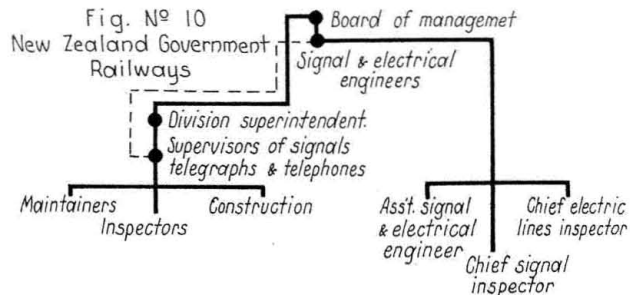 Fig. Nº 10
New Zealand Government
Railways
Board of managemet
Signal & electrical
engineers
Division superintendent.
Supervisors of signals
telegraphs & telephones
Maintainers
Inspectors
Construction
Ass't. signal
& electrical
engineer
Chief signal
inspector
Chief electric
lines inspector